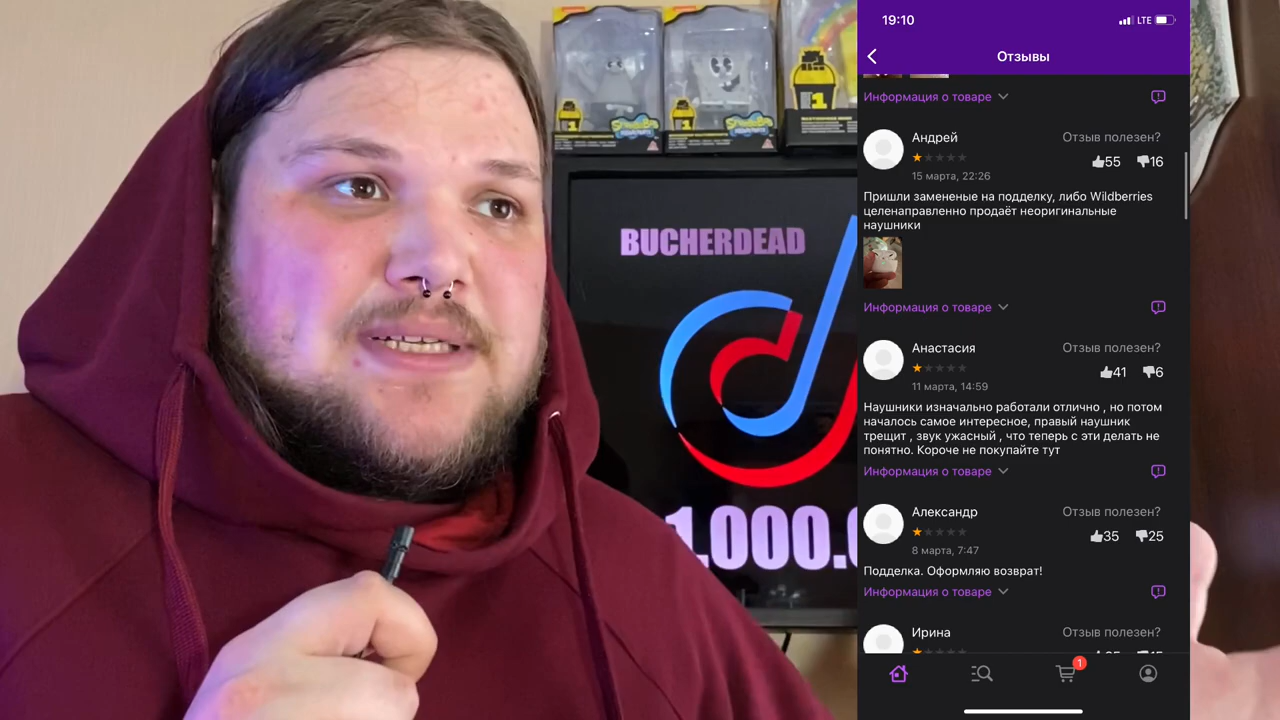 BUCHERDEAD
1.000.0
19:10
LTE
Отзывы
Информация о товаре
Андрей
Отзыв полезен?
55 16
15 марта, 22:26
Пришли замененые на подделку, либо Wildberries
целенаправленно продаёт неоригинальные
наушники
Информация о товаре
Анастасия
Отзыв полезен?
41 6
11 марта, 14:59
Наушники изначально работали отлично , но потом
началось самое интересное, правый наушник
трещит , звук ужасный , что теперь с эти делать не
понятно. Короче не покупайте тут
Информация о товаре
Александр
Отзыв полезен?
35 25
8 марта, 7:47
Подделка. Оформляю возврат!
Информация о товаре
Ирина
Отзыв полезен?
1